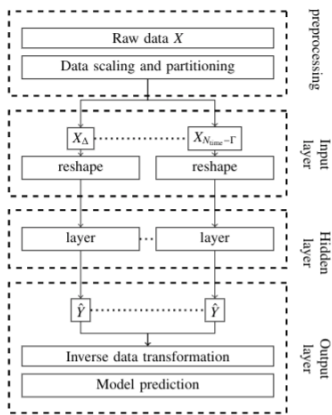 Raw data X
Data scaling and partitioning
preprocessing
X_Δ
X_{N_time−Γ}
reshape
reshape
Input
layer
layer
layer
Hidden
layer
Ŷ
Ŷ
Inverse data transformation
Model prediction
Output
layer